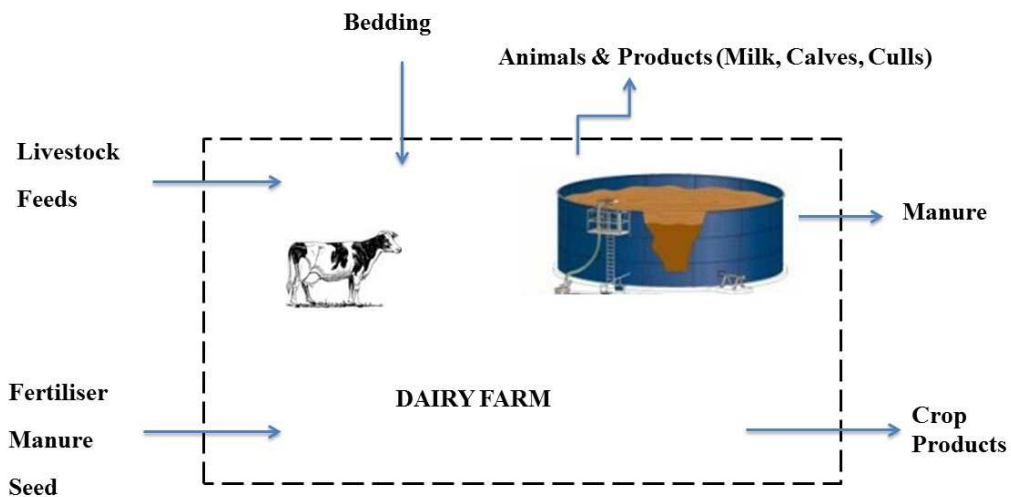 Bedding
Animals & Products (Milk, Calves, Culls)
Livestock
Feeds
Manure
Fertiliser
Manure
Seed
DAIRY FARM
Crop
Products